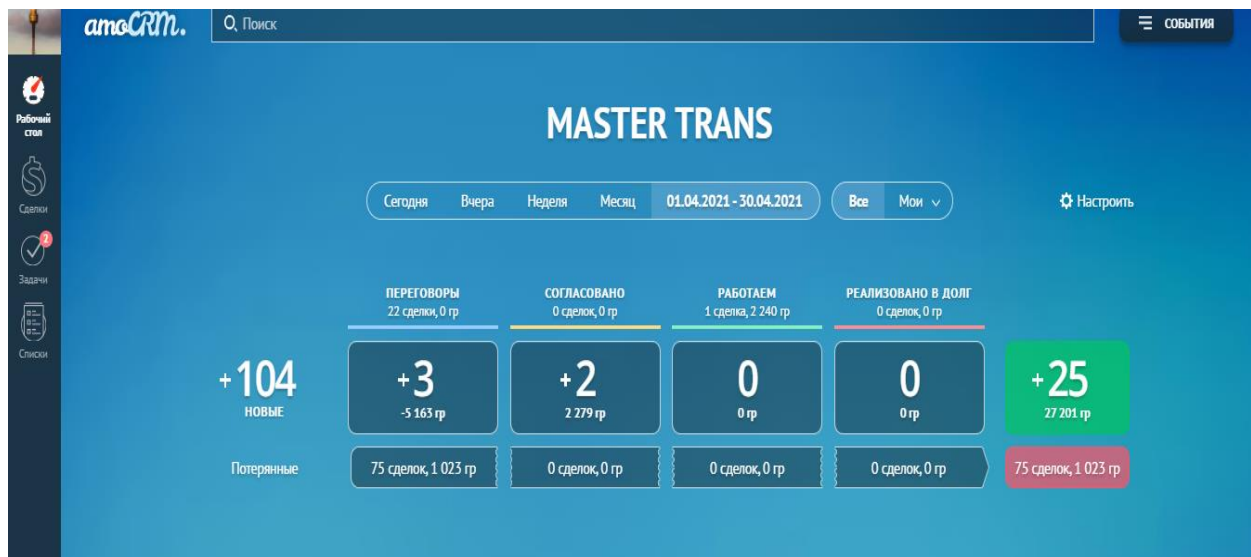 amoCRM.
Поиск
СОБЫТИЯ
Рабочий
стол
Сделки
2
Задачи
Списки
MASTER TRANS
Сегодня Вчера Неделя Месяц 01.04.2021 - 30.04.2021 Все Мои Настроить
ПЕРЕГОВОРЫ СОГЛАСОВАНО РАБОТАЕМ РЕАЛИЗОВАНО В ДОЛГ
22 сделки, 0 гр 0 сделок, 0 гр 1 сделка, 2 240 гр 0 сделок, 0 гр
+104 +3 +2 0 0 +25
НОВЫЕ -5 163 гр 2 279 гр 0 гр 0 гр 27 201 гр
Потерянные 75 сделок, 1 023 гр 0 сделок, 0 гр 0 сделок, 0 гр 0 сделок, 0 гр 75 сделок, 1 023 гр